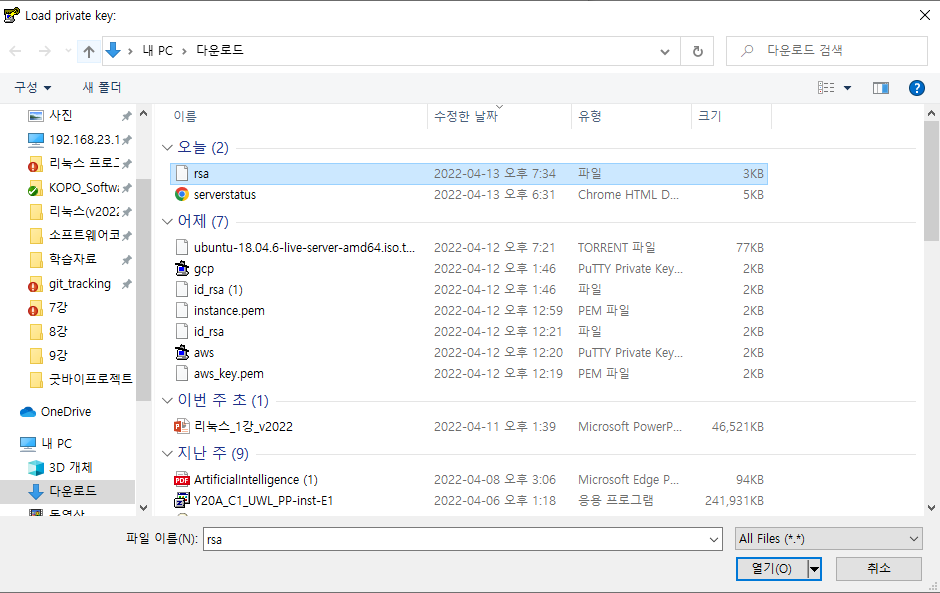 Load private key:
내 PC 다운로드
다운로드 검색
구성 새 폴더
사진
192.168.23.1
리눅스 프로그
KOPO_Softwa
리눅스(v2022
소프트웨어코
학습자료
git_tracking
7강
8강
9강
굿바이프로젝트
OneDrive
내 PC
3D 개체
다운로드
동영상
이름 수정한 날짜 유형 크기
오늘 (2)
rsa 2022-04-13 오후 7:34 파일 3KB
serverstatus 2022-04-13 오후 6:31 Chrome HTML D... 5KB
어제 (7)
ubuntu-18.04.6-live-server-amd64.iso.t... 2022-04-12 오후 7:21 TORRENT 파일 77KB
gcp 2022-04-12 오후 1:46 PuTTY Private Key... 2KB
id_rsa (1) 2022-04-12 오후 1:46 파일 2KB
instance.pem 2022-04-12 오후 12:59 PEM 파일 2KB
id_rsa 2022-04-12 오후 12:21 파일 2KB
aws 2022-04-12 오후 12:20 PuTTY Private Key... 2KB
aws_key.pem 2022-04-12 오후 12:19 PEM 파일 2KB
이번 주 초 (1)
리눅스_1강_v2022 2022-04-11 오후 1:39 Microsoft PowerP... 46,521KB
지난 주 (9)
ArtificialIntelligence (1) 2022-04-08 오후 3:06 Microsoft Edge P... 94KB
Y20A_C1_UWL_PP-inst-E1 2022-04-06 오후 1:18 응용 프로그램 241,931KB
파일 이름(N): rsa All Files (*.*)
열기(O) 취소